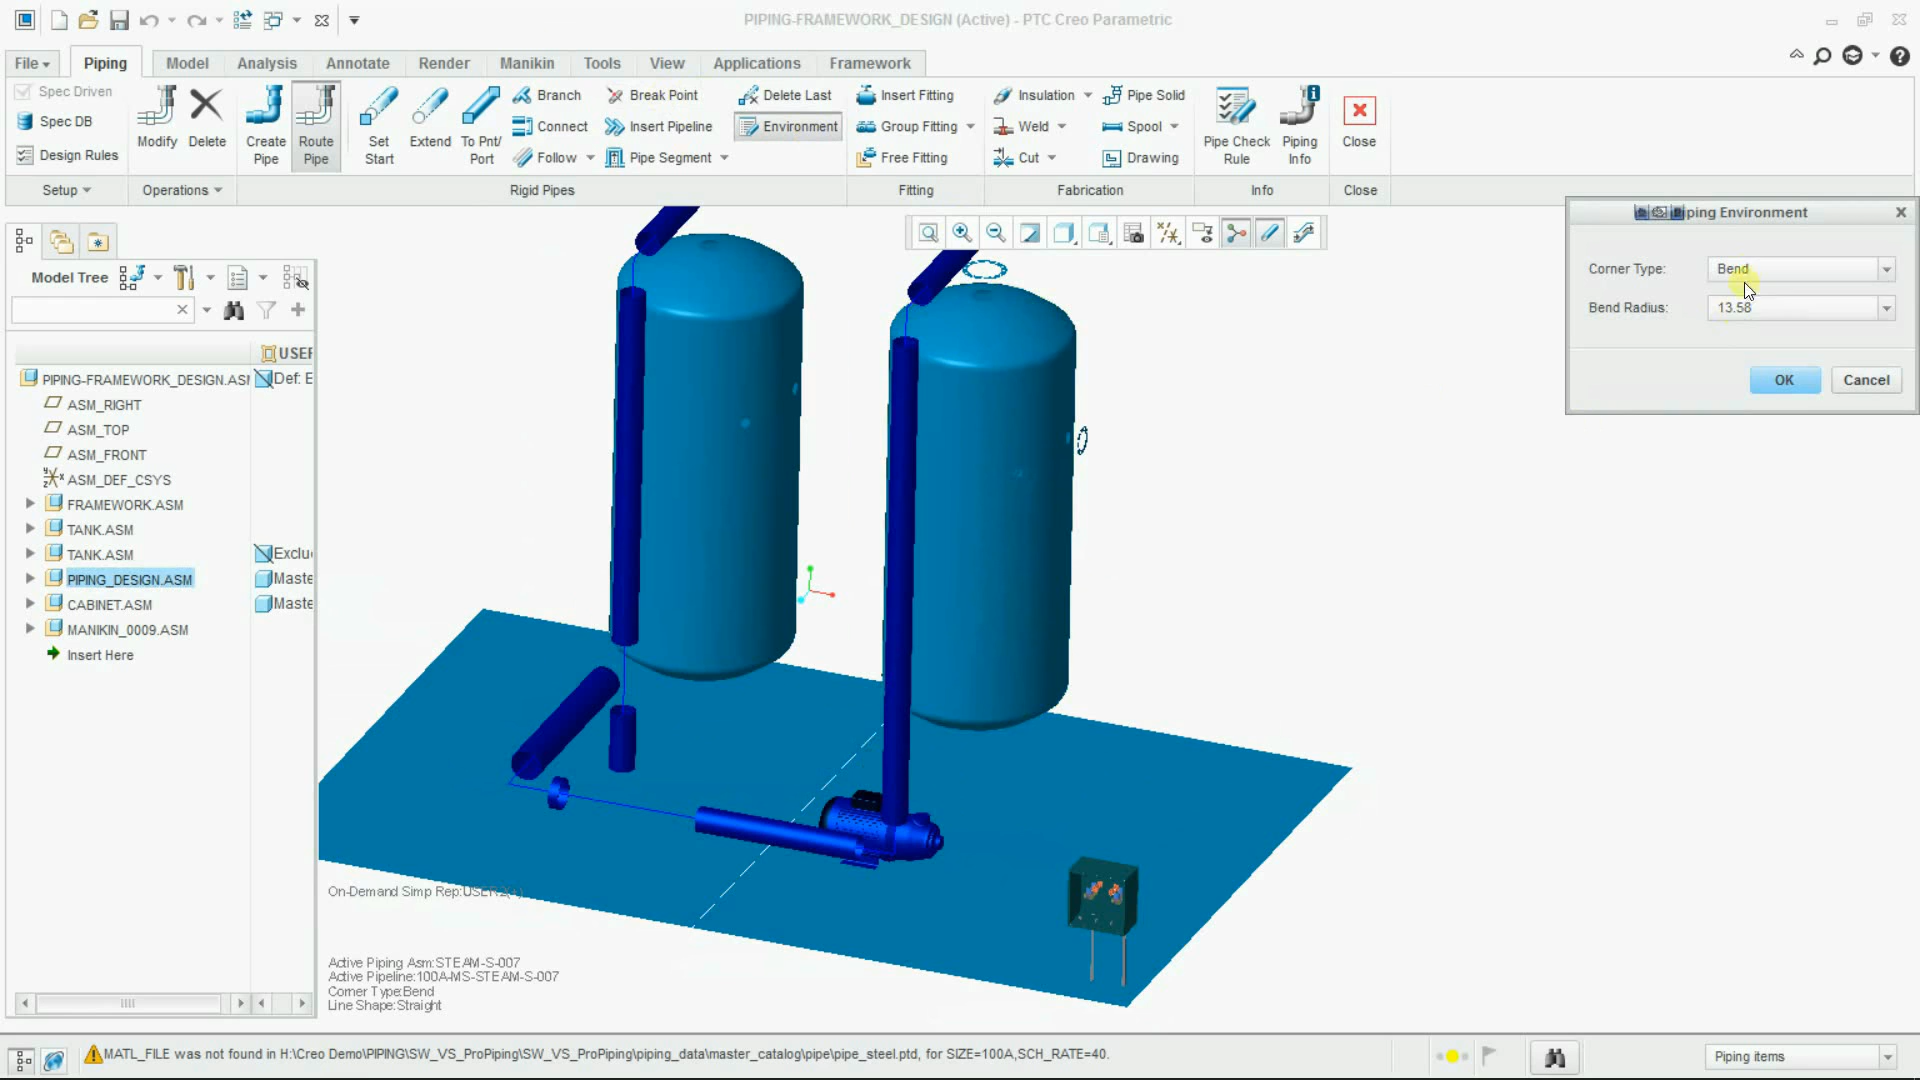 PIPING-FRAMEWORK_DESIGN (Active) - PTC Creo Parametric
File Piping Model Analysis Annotate Render Manikin Tools View Applications Framework
Spec Driven
Spec DB
Design Rules
Modify
Delete
Create Pipe
Route Pipe
Set Start
Extend
To Pnt/ Port
Branch
Connect
Follow
Break Point
Insert Pipeline
Pipe Segment
Delete Last
Environment
Insert Fitting
Group Fitting
Free Fitting
Insulation
Weld
Cut
Pipe Solid
Spool
Drawing
Pipe Check Rule
Piping Info
Close
Setup Operations Rigid Pipes Fitting Fabrication Info Close
Model Tree
USER
PIPING-FRAMEWORK_DESIGN.ASM Def: E
ASM_RIGHT
ASM_TOP
ASM_FRONT
ASM_DEF_CSYS
FRAMEWORK.ASM
TANK.ASM
TANK.ASM Exclu
PIPING_DESIGN.ASM Maste
CABINET.ASM Maste
MANIKIN_0009.ASM
Insert Here
On-Demand Simp Rep:USER2(+)
Active Piping Asm:STEAM-S-007
Active Pipeline:100A-MS-STEAM-S-007
Corner Type:Bend
Line Shape:Straight
iping Environment
Corner Type: Bend
Bend Radius: 13.58
OK Cancel
MATL_FILE was not found in H:\Creo Demo\PIPING\SW_VS_ProPiping\SW_VS_ProPiping\piping_data\master_catalog\pipe\pipe_steel.ptd, for SIZE=100A,SCH_RATE=40.
Piping items